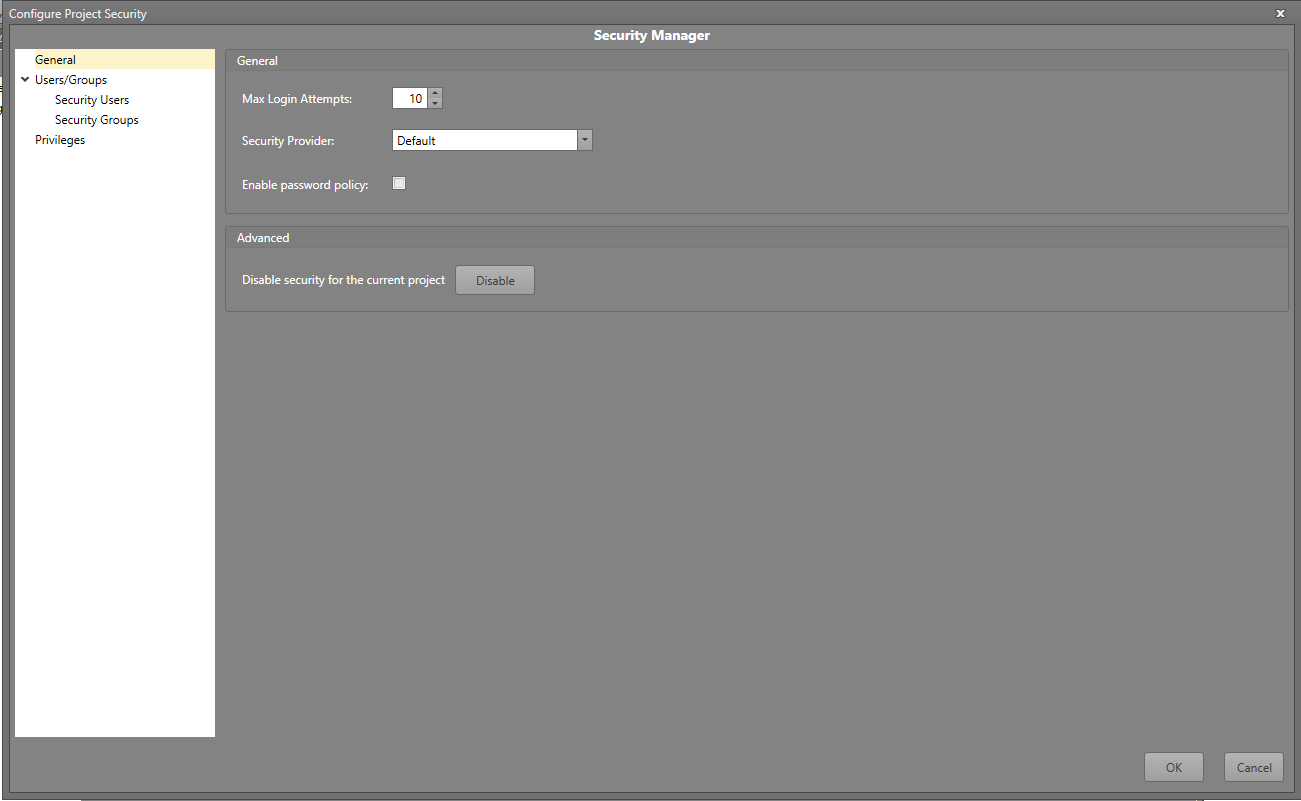 Configure Project Security
Security Manager
General
Users/Groups
Security Users
Security Groups
Privileges
General
Max Login Attempts: 10
Security Provider: Default
Enable password policy:
Advanced
Disable security for the current project Disable
OK Cancel